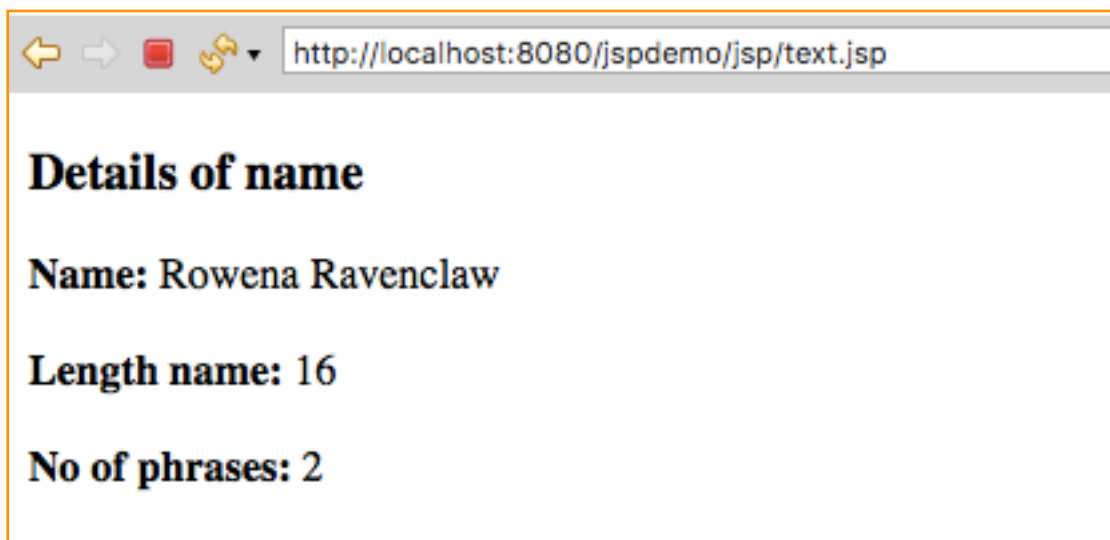 http://localhost:8080/jspdemo/jsp/text.jsp
Details of name
Name: Rowena Ravenclaw
Length name: 16
No of phrases: 2